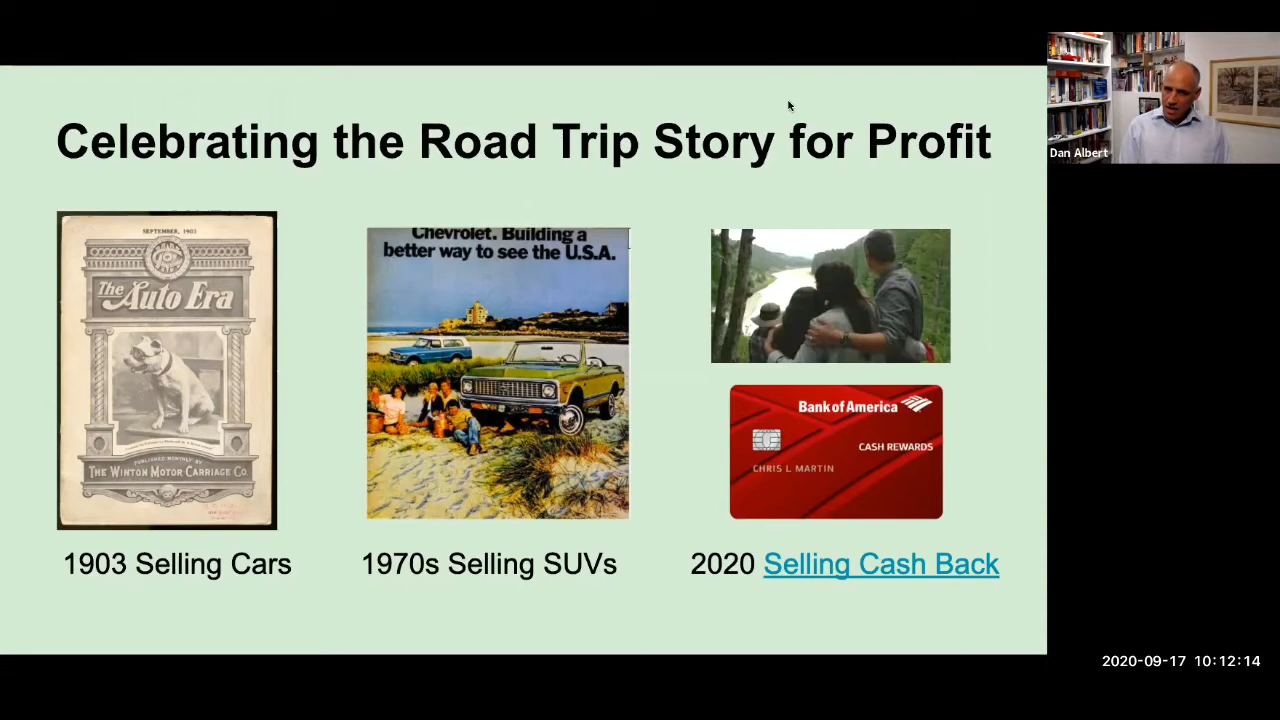 Celebrating the Road Trip Story for Profit
Dan Albert
SEPTEMBER, 1903
The Auto Era
PUBLISHED MONTHLY BY
THE WINTON MOTOR CARRIAGE CO.
Chevrolet. Building a
better way to see the U.S.A.
Bank of America
CASH REWARDS
CHRIS L MARTIN
1903 Selling Cars
1970s Selling SUVs
2020 Selling Cash Back
2020-09-17 10:12:14